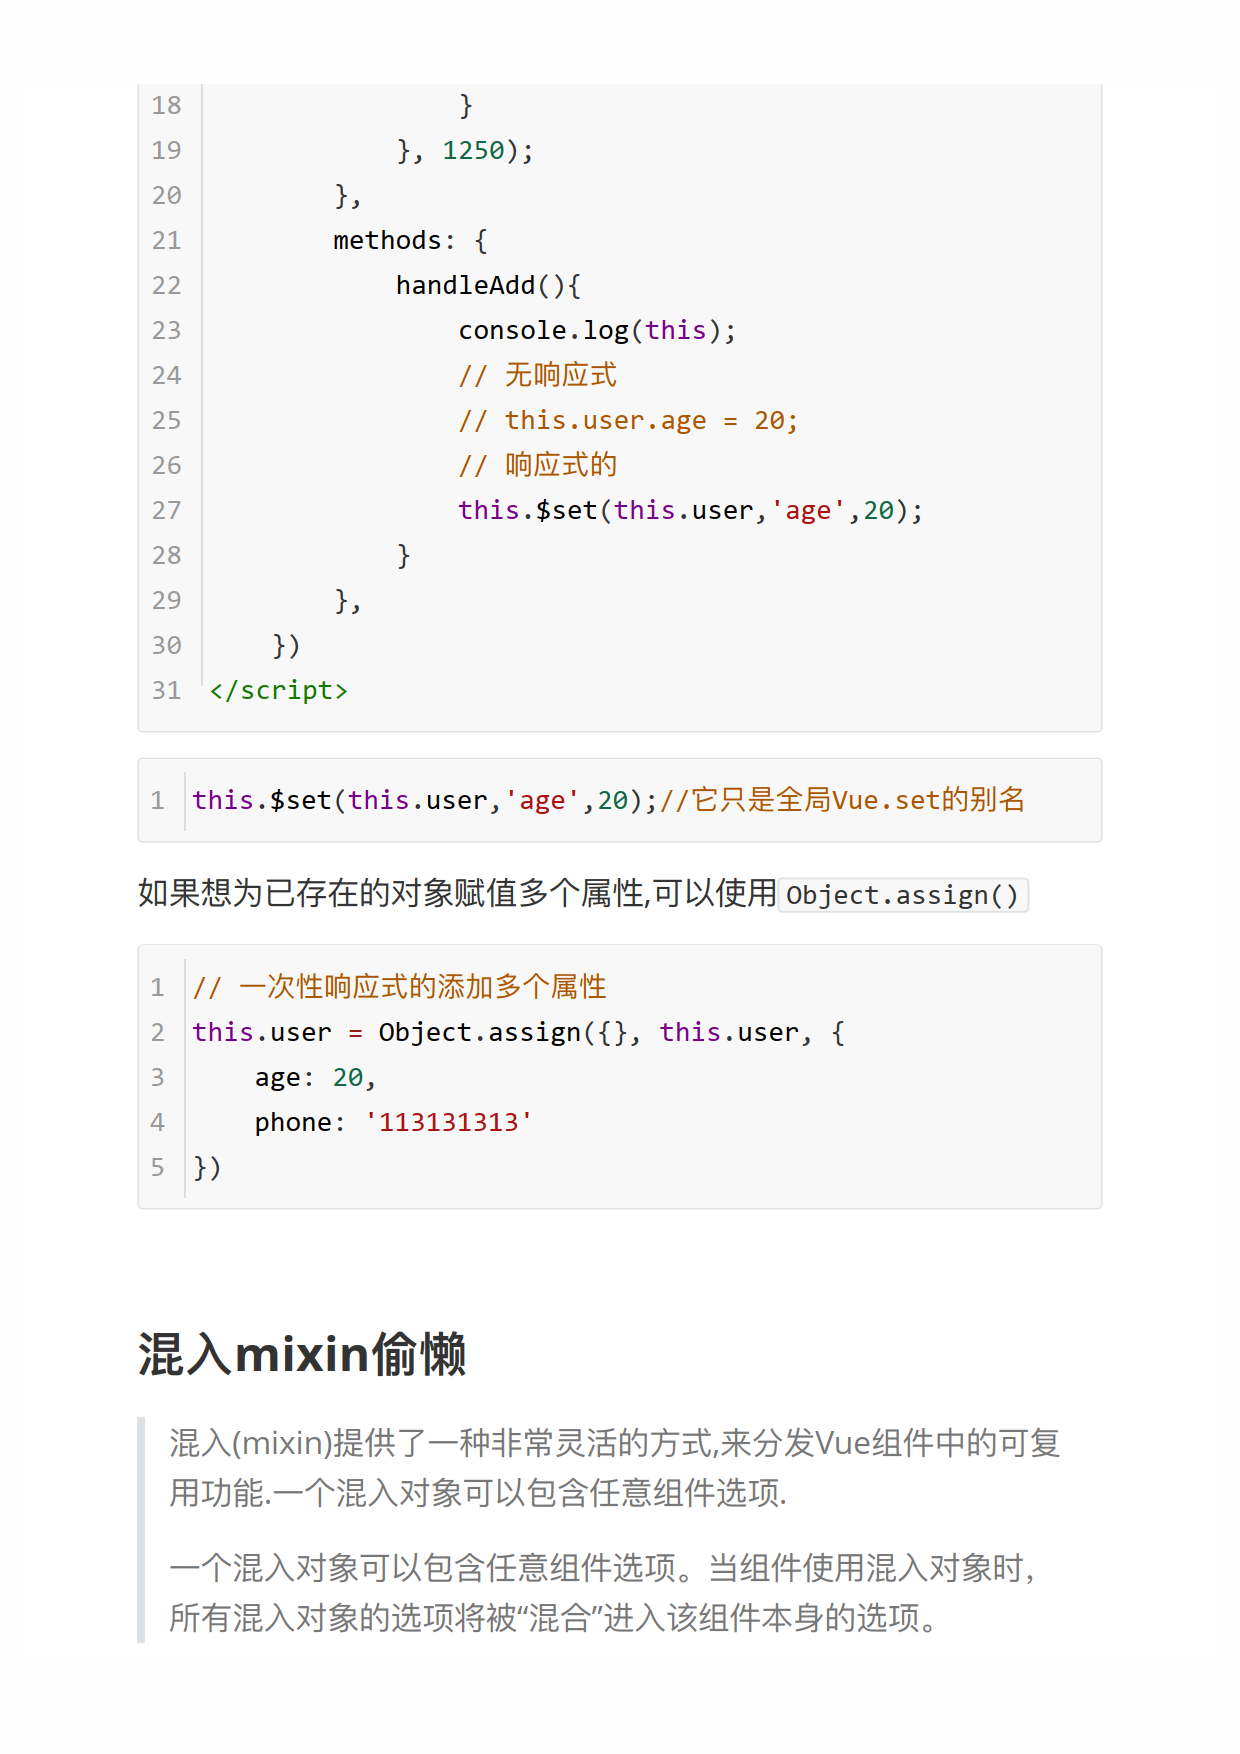 18                 }
19             }, 1250);
20         },
21         methods: {
22             handleAdd(){
23                 console.log(this);
24                 // 无响应式
25                 // this.user.age = 20;
26                 // 响应式的
27                 this.$set(this.user,'age',20);
28             }
29         },
30     })
31 </script>
1 this.$set(this.user,'age',20);//它只是全局Vue.set的别名
如果想为已存在的对象赋值多个属性,可以使用Object.assign()
1 // 一次性响应式的添加多个属性
2 this.user = Object.assign({}, this.user, {
3     age: 20,
4     phone: '113131313'
5 })
混入mixin偷懒
混入(mixin)提供了一种非常灵活的方式,来分发Vue组件中的可复
用功能.一个混入对象可以包含任意组件选项.
一个混入对象可以包含任意组件选项。当组件使用混入对象时，
所有混入对象的选项将被“混合”进入该组件本身的选项。